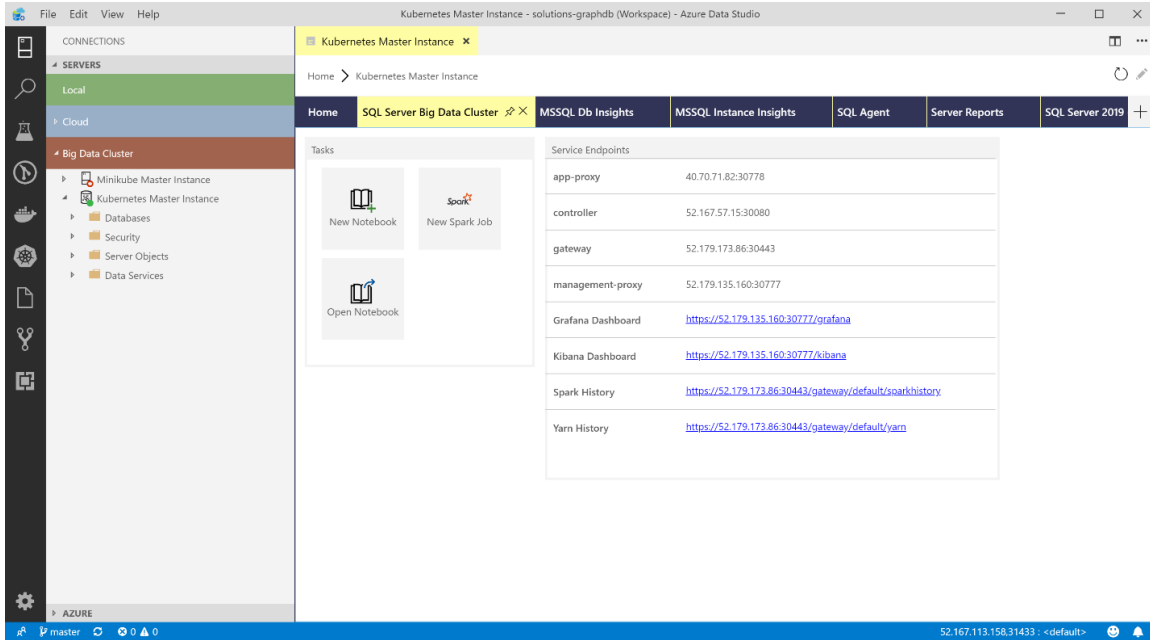 File Edit View Help
Kubernetes Master Instance - solutions-graphdb (Workspace) - Azure Data Studio
CONNECTIONS
SERVERS
Local
Cloud
Big Data Cluster
Minikube Master Instance
Kubernetes Master Instance
Databases
Security
Server Objects
Data Services
AZURE
Kubernetes Master Instance
Home Kubernetes Master Instance
Home SQL Server Big Data Cluster MSSQL Db Insights MSSQL Instance Insights SQL Agent Server Reports SQL Server 2019
Tasks
New Notebook
Spark
New Spark Job
Open Notebook
Service Endpoints
app-proxy 40.70.71.82:30778
controller 52.167.57.15:30080
gateway 52.179.173.86:30443
management-proxy 52.179.135.160:30777
Grafana Dashboard https://52.179.135.160:30777/grafana
Kibana Dashboard https://52.179.135.160:30777/kibana
Spark History https://52.179.173.86:30443/gateway/default/sparkhistory
Yarn History https://52.179.173.86:30443/gateway/default/yarn
master 0 0 52.167.113.158,31433 : <default>